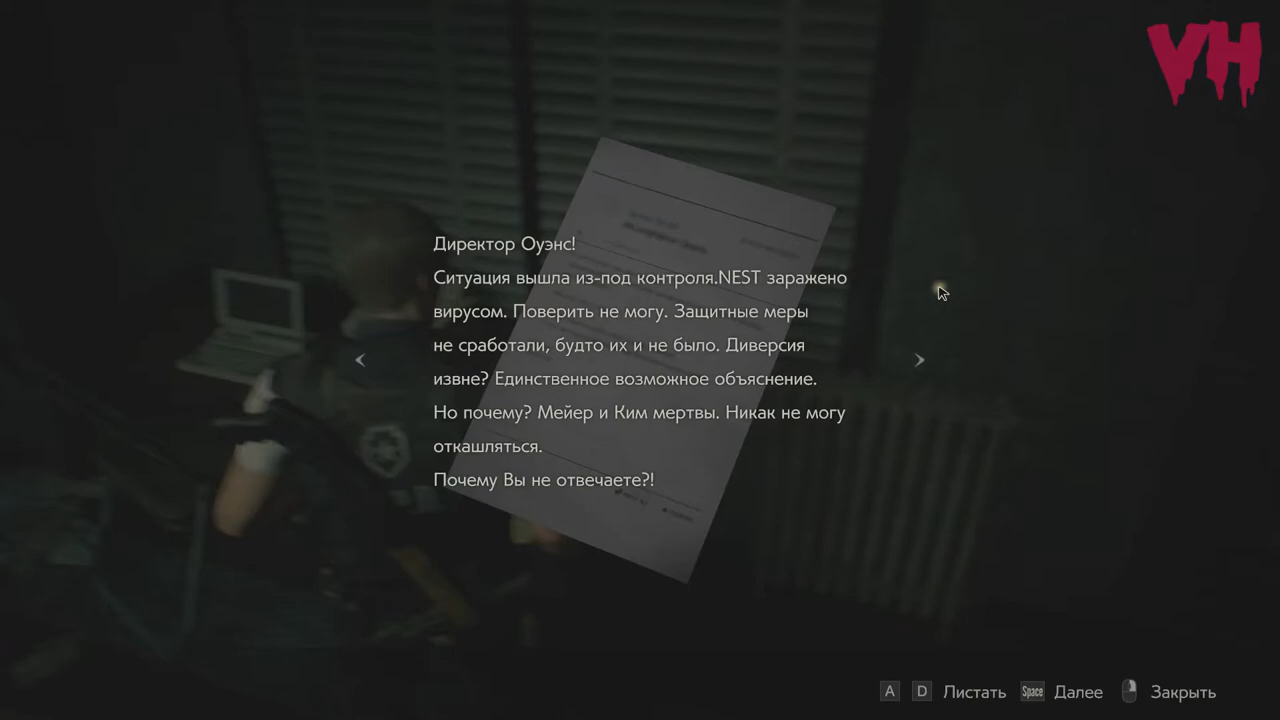 VH
Директор Оуэнс!
Ситуация вышла из-под контроля.NEST заражено
вирусом. Поверить не могу. Защитные меры
не сработали, будто их и не было. Диверсия
извне? Единственное возможное объяснение.
Но почему? Мейер и Ким мертвы. Никак не могу
откашляться.
Почему Вы не отвечаете?!
A D Листать Space Далее Закрыть